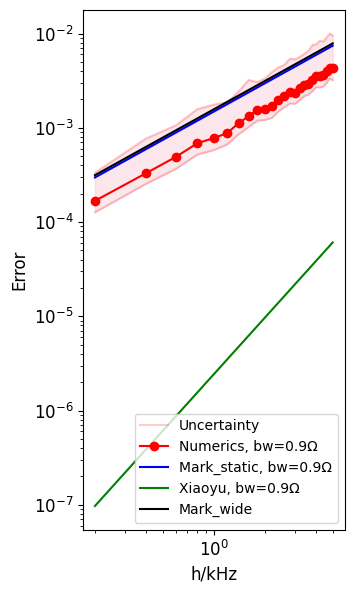 10⁻²
10⁻³
10⁻⁴
10⁻⁵
10⁻⁶
10⁻⁷
Error
Uncertainty
Numerics, bw=0.9Ω
Mark_static, bw=0.9Ω
Xiaoyu, bw=0.9Ω
Mark_wide
10⁰
h/kHz